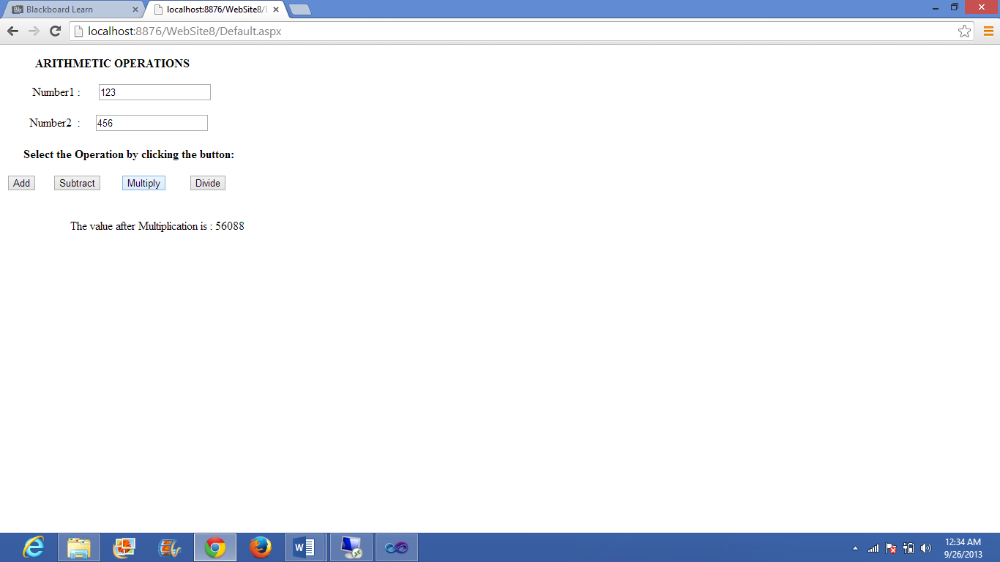 Blackboard Learn
localhost:8876/WebSite8/
localhost:8876/WebSite8/Default.aspx
ARITHMETIC OPERATIONS
Number1 : 123
Number2 : 456
Select the Operation by clicking the button:
Add Subtract Multiply Divide
The value after Multiplication is : 56088
12:34 AM
9/26/2013